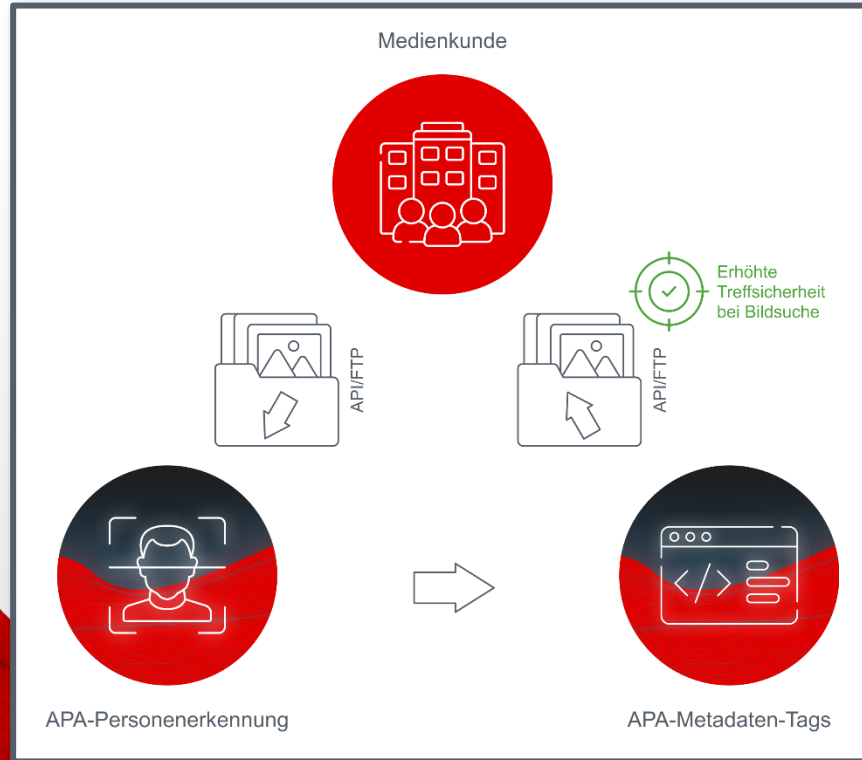 Medienkunde
Erhöhte
Treffsicherheit
bei Bildsuche
API/FTP
API/FTP
</>
APA-Personenerkennung
APA-Metadaten-Tags